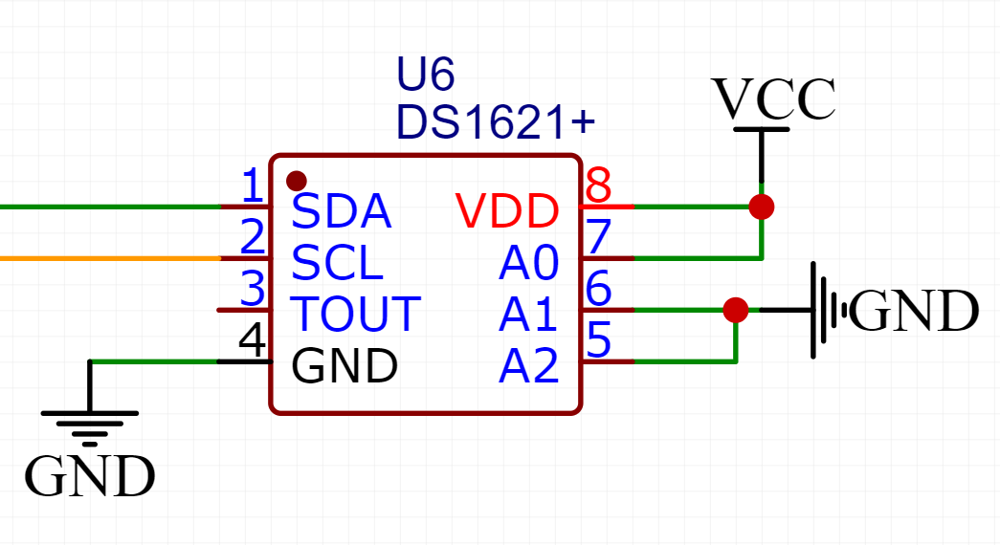 U6
DS1621+
VCC
1 SDA VDD 8
2 SCL A0 7
3 TOUT A1 6
GND
4 GND A2 5
GND